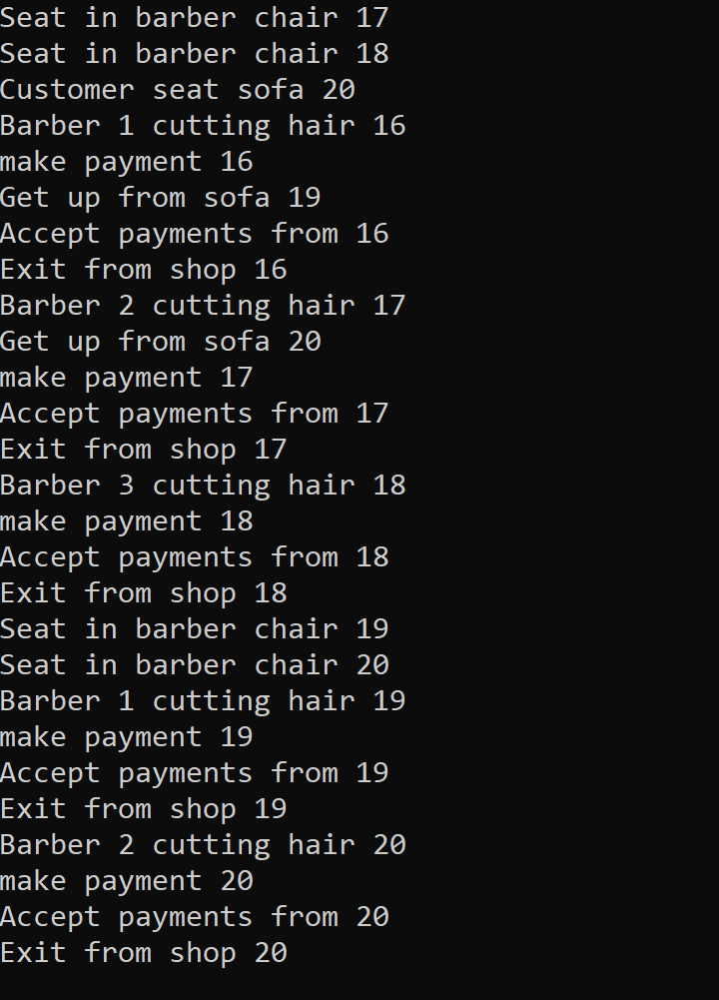 Seat in barber chair 17
Seat in barber chair 18
Customer seat sofa 20
Barber 1 cutting hair 16
make payment 16
Get up from sofa 19
Accept payments from 16
Exit from shop 16
Barber 2 cutting hair 17
Get up from sofa 20
make payment 17
Accept payments from 17
Exit from shop 17
Barber 3 cutting hair 18
make payment 18
Accept payments from 18
Exit from shop 18
Seat in barber chair 19
Seat in barber chair 20
Barber 1 cutting hair 19
make payment 19
Accept payments from 19
Exit from shop 19
Barber 2 cutting hair 20
make payment 20
Accept payments from 20
Exit from shop 20